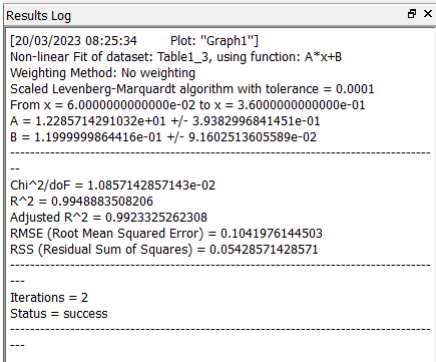 Results Log
[20/03/2023 08:25:34 Plot: "Graph1"]
Non-linear Fit of dataset: Table1_3, using function: A*x+B
Weighting Method: No weighting
Scaled Levenberg-Marquardt algorithm with tolerance = 0.0001
From x = 6.0000000000000e-02 to x = 3.6000000000000e-01
A = 1.2285714291032e+01 +/- 3.9382996841451e-01
B = 1.1999999864416e-01 +/- 9.1602513605589e-02
--------------------------------------------------------------------------------------
--
Chi^2/doF = 1.0857142857143e-02
R^2 = 0.9948883508206
Adjusted R^2 = 0.9923325262308
RMSE (Root Mean Squared Error) = 0.1041976144503
RSS (Residual Sum of Squares) = 0.05428571428571
--------------------------------------------------------------------------------------
---
Iterations = 2
Status = success
--------------------------------------------------------------------------------------
---